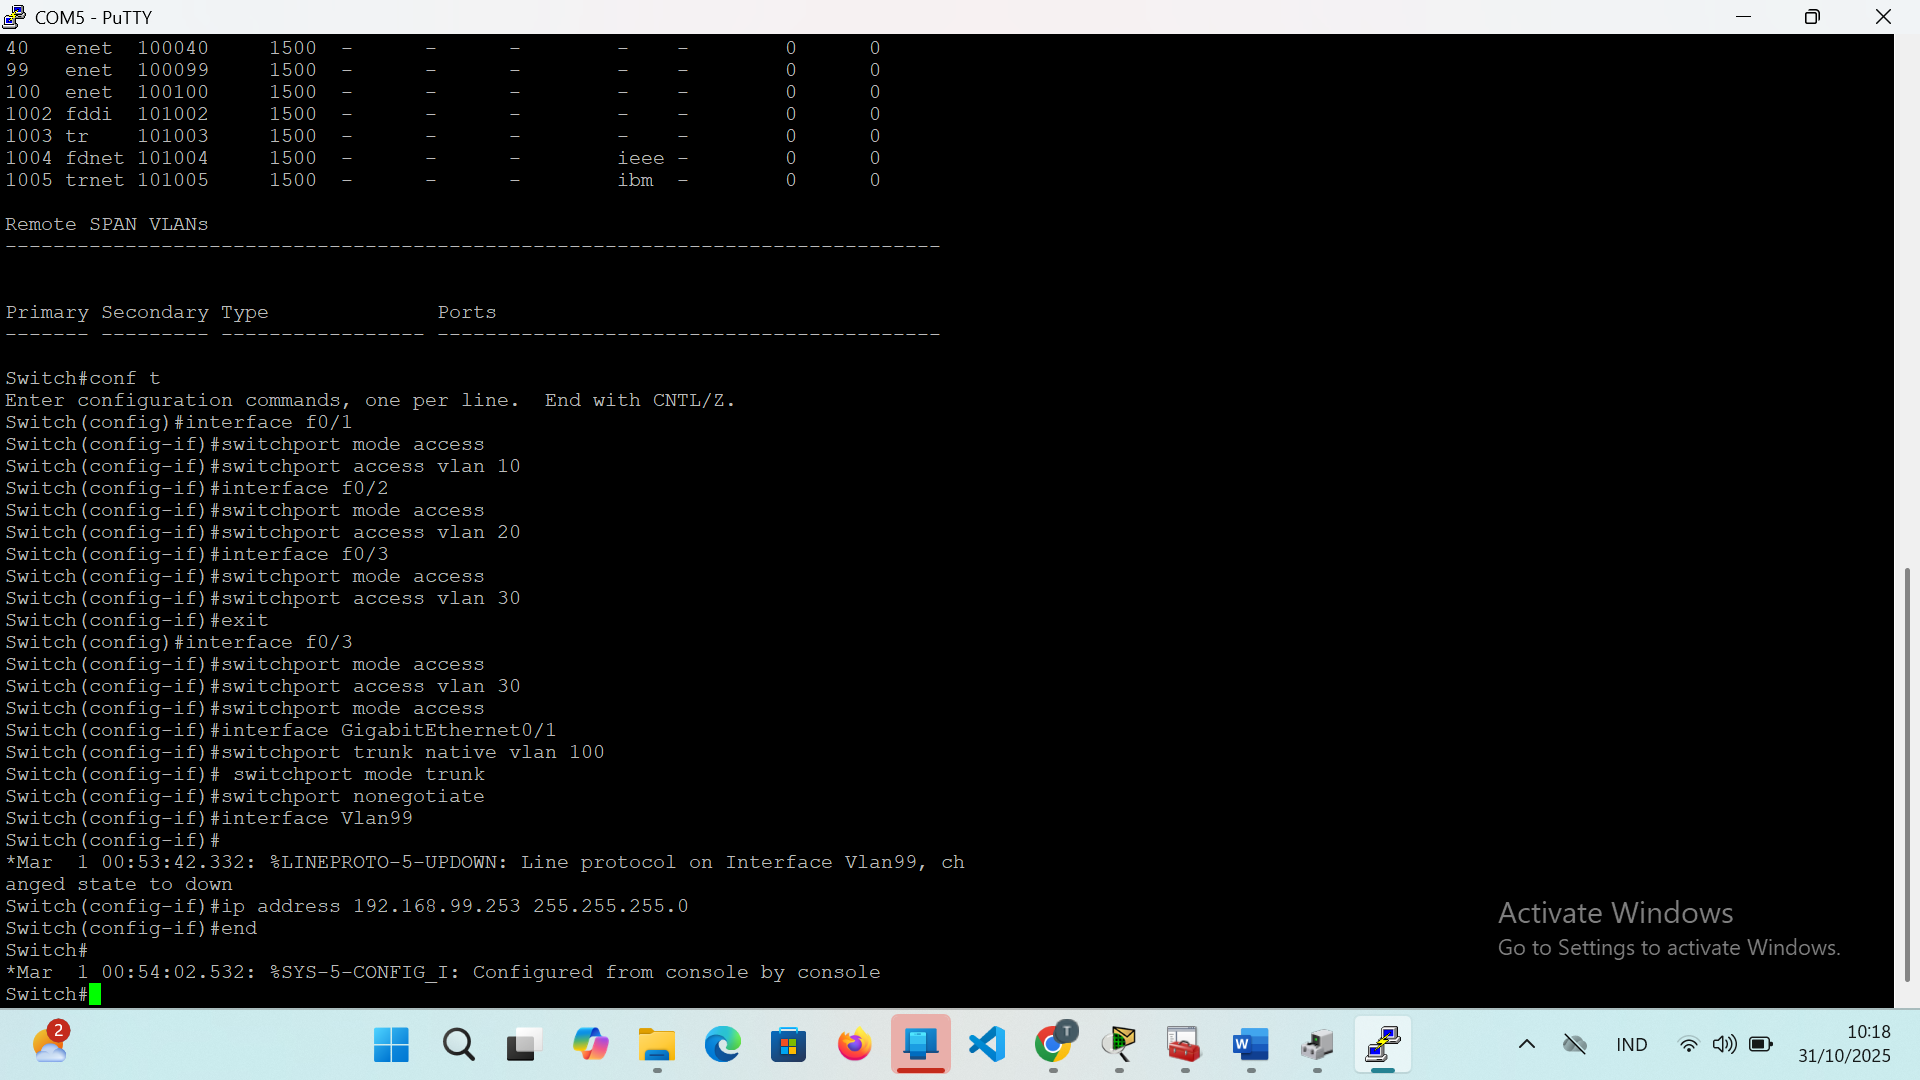 COM5 - PuTTY
40   enet  100040     1500  -      -      -        -    -        0      0
99   enet  100099     1500  -      -      -        -    -        0      0
100  enet  100100     1500  -      -      -        -    -        0      0
1002 fddi  101002     1500  -      -      -        -    -        0      0
1003 tr    101003     1500  -      -      -        -    -        0      0
1004 fdnet 101004     1500  -      -      -        ieee -        0      0
1005 trnet 101005     1500  -      -      -        ibm  -        0      0
Remote SPAN VLANs
------------------------------------------------------------------------------
Primary Secondary Type              Ports
------- --------- ----------------- ------------------------------------------
Switch#conf t
Enter configuration commands, one per line.  End with CNTL/Z.
Switch(config)#interface f0/1
Switch(config-if)#switchport mode access
Switch(config-if)#switchport access vlan 10
Switch(config-if)#interface f0/2
Switch(config-if)#switchport mode access
Switch(config-if)#switchport access vlan 20
Switch(config-if)#interface f0/3
Switch(config-if)#switchport mode access
Switch(config-if)#switchport access vlan 30
Switch(config-if)#exit
Switch(config)#interface f0/3
Switch(config-if)#switchport mode access
Switch(config-if)#switchport access vlan 30
Switch(config-if)#switchport mode access
Switch(config-if)#interface GigabitEthernet0/1
Switch(config-if)#switchport trunk native vlan 100
Switch(config-if)# switchport mode trunk
Switch(config-if)#switchport nonegotiate
Switch(config-if)#interface Vlan99
Switch(config-if)#
*Mar  1 00:53:42.332: %LINEPROTO-5-UPDOWN: Line protocol on Interface Vlan99, ch
anged state to down
Switch(config-if)#ip address 192.168.99.253 255.255.255.0
Switch(config-if)#end
Switch#
*Mar  1 00:54:02.532: %SYS-5-CONFIG_I: Configured from console by console
Switch#
Activate Windows
Go to Settings to activate Windows.
2
T
W
IND
10:18
31/10/2025